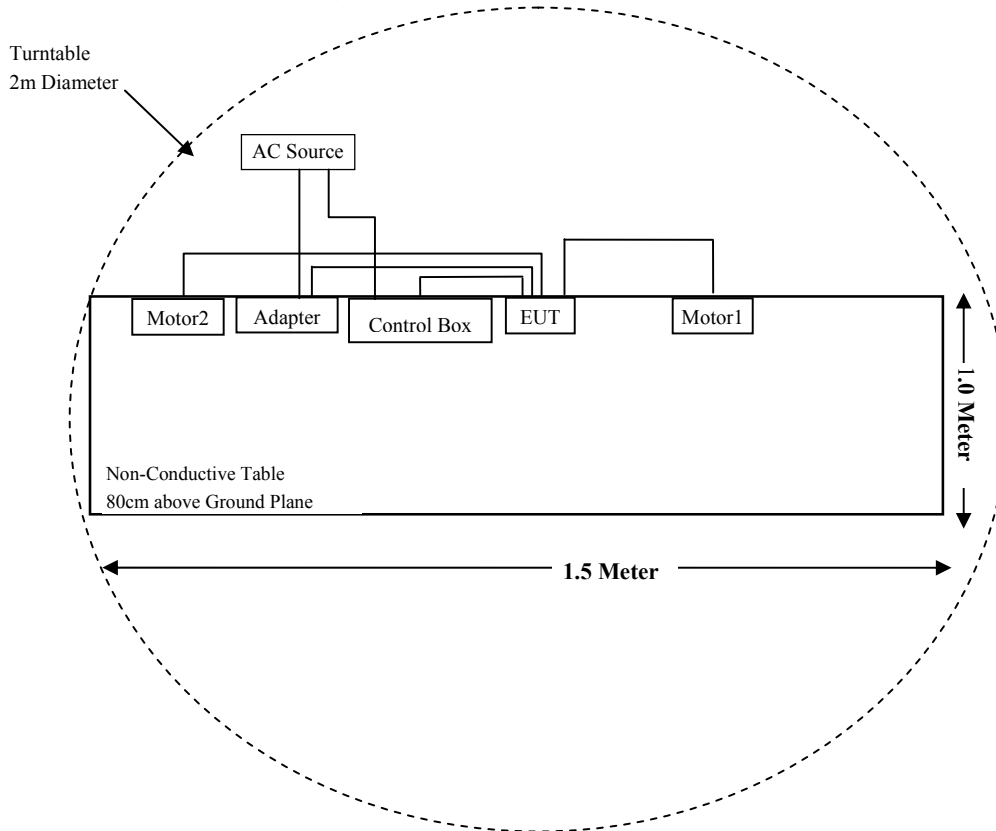 Turntable
2m Diameter
AC Source
Motor2
Adapter
Control Box
EUT
Motor1
1.0 Meter
Non-Conductive Table
80cm above Ground Plane
1.5 Meter